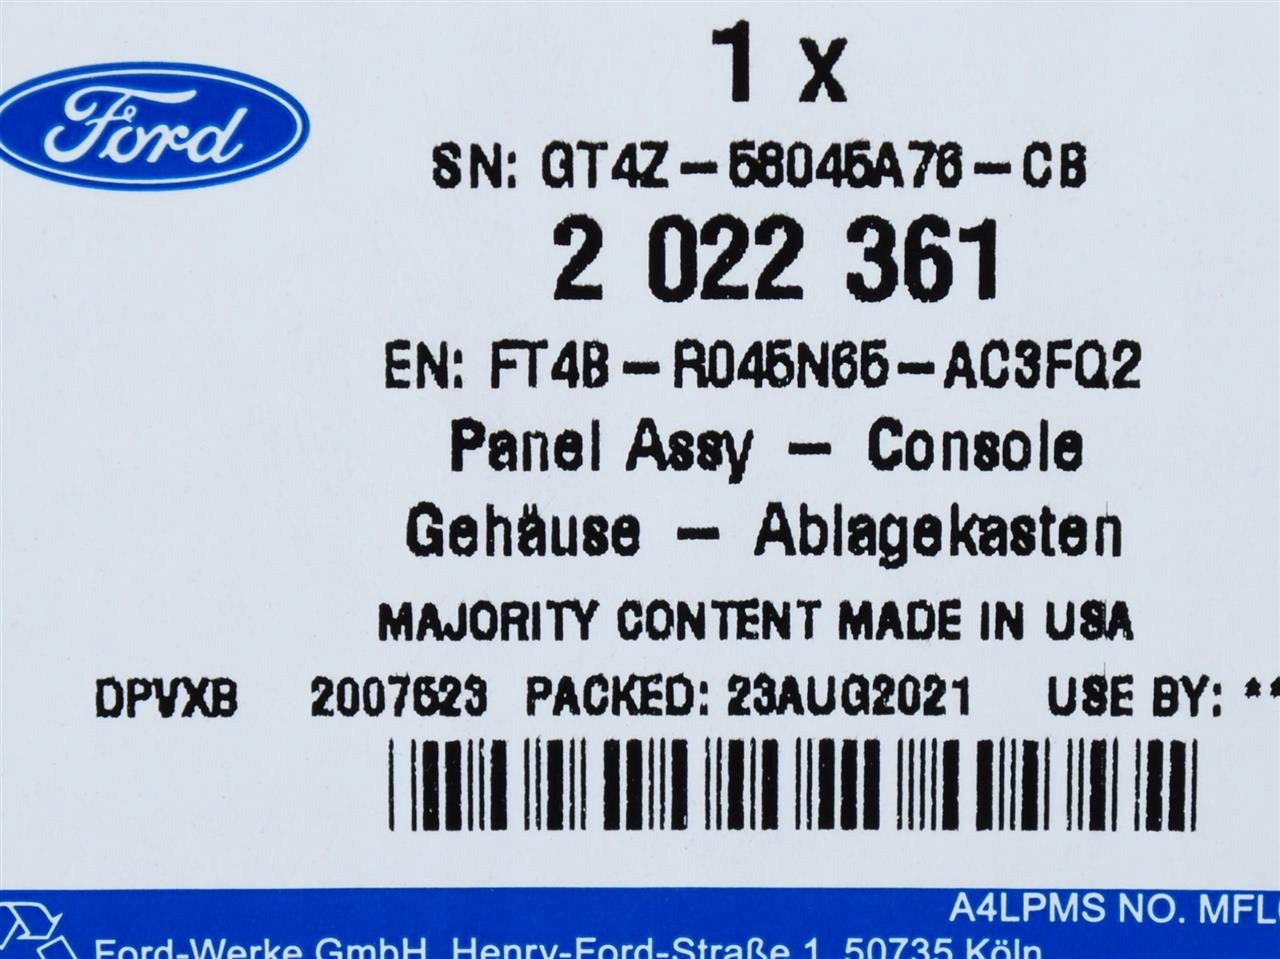 1 x
Ford
SN: GT4Z-58045A76-CB
2 022 361
EN: FT4B-R045N65-AC3FQ2
Panel Assy - Console
Gehäuse - Ablagekasten
MAJORITY CONTENT MADE IN USA
DPVXB 2007623 PACKED: 23AUG2021 USE BY: **
A4LPMS NO. MFL
Ford-Werke GmbH, Henry-Ford-Straße 1, 50735 Köln